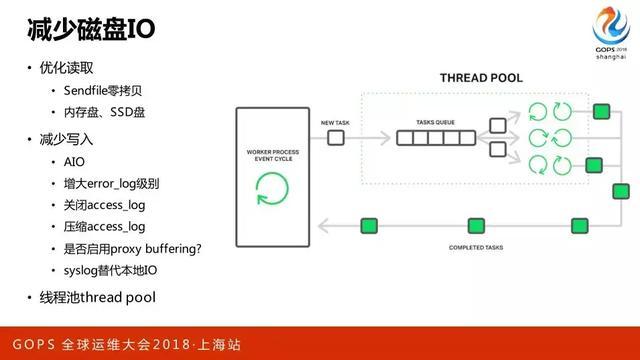 减少磁盘IO
GOPS 2018
shanghai
• 优化读取
• Sendfile零拷贝
• 内存盘、SSD盘
• 减少写入
• AIO
• 增大error_log级别
• 关闭access_log
• 压缩access_log
• 是否启用proxy buffering?
• syslog替代本地IO
• 线程池thread pool
THREAD POOL
NEW TASK
TASKS QUEUE
WORKER PROCESS
EVENT CYCLE
COMPLETED TASKS
GOPS 全球运维大会2018·上海站